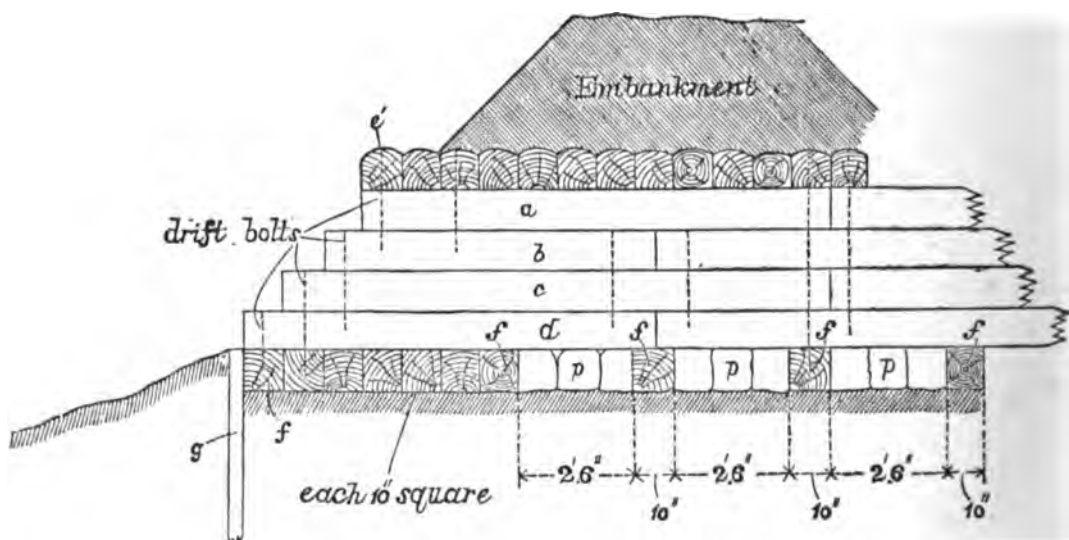 Embankment
e'
a
drift bolts
b
c
d
f
f
f
f
p
p
p
f
g
each 10" square
2'6"
2'6"
2'6"
10"
10"
10"